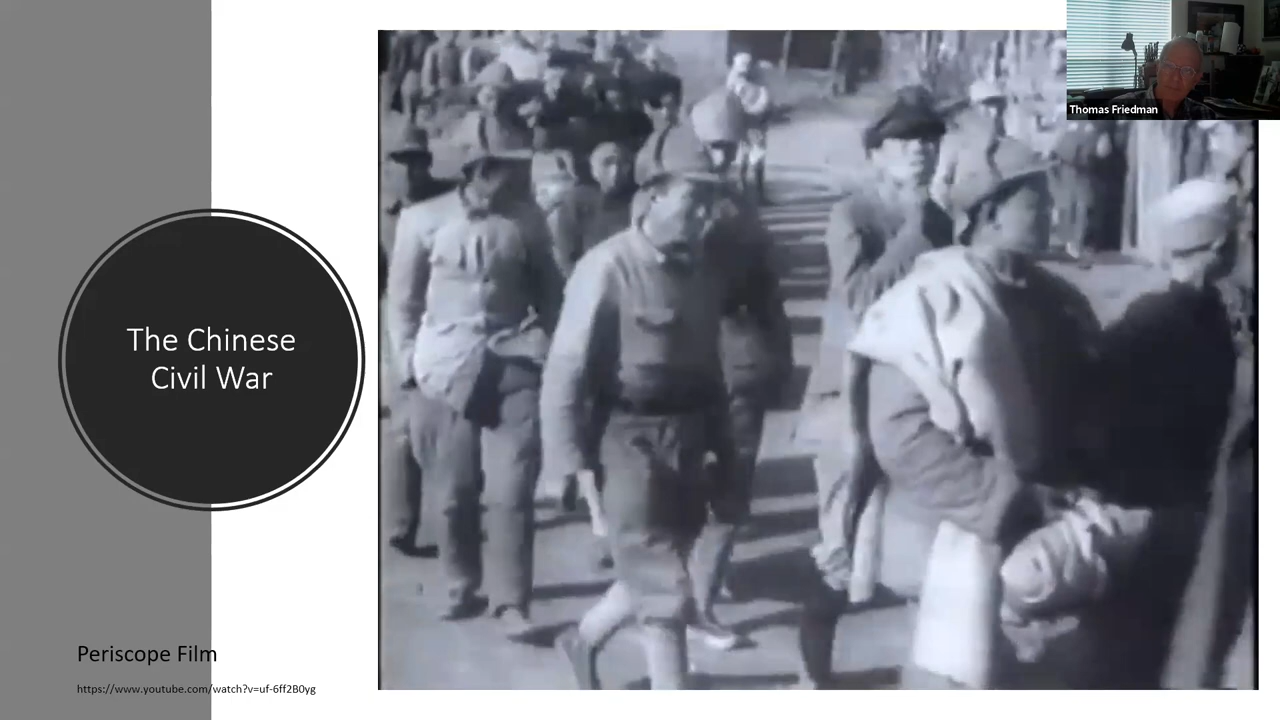 Thomas Friedman
The Chinese
Civil War
Periscope Film
https://www.youtube.com/watch?v=uf-6ff2B0yg